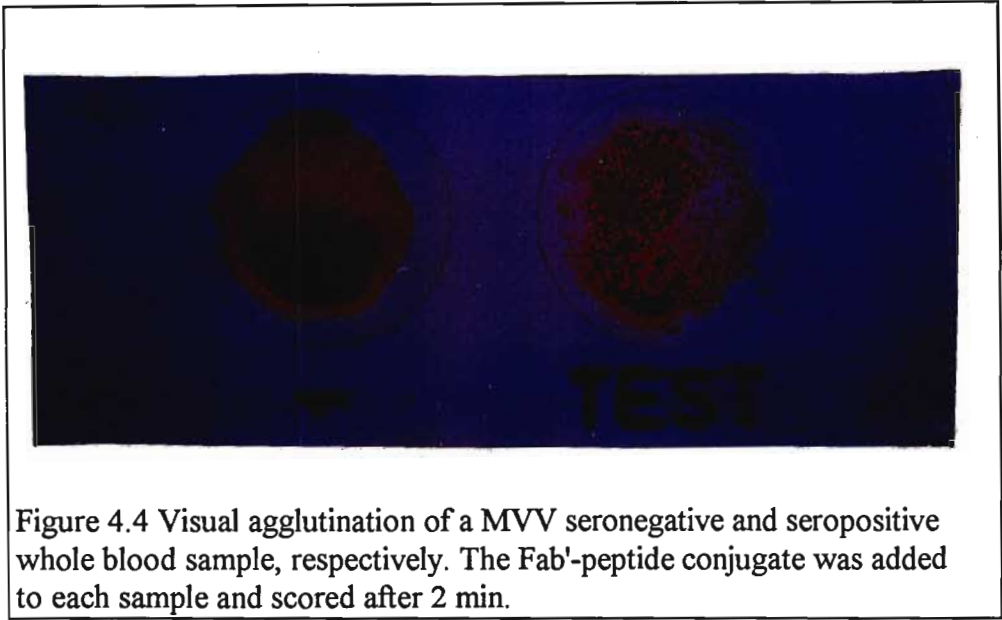 TEST
Figure 4.4 Visual agglutination of a MVV seronegative and seropositive
whole blood sample, respectively. The Fab'-peptide conjugate was added
to each sample and scored after 2 min.